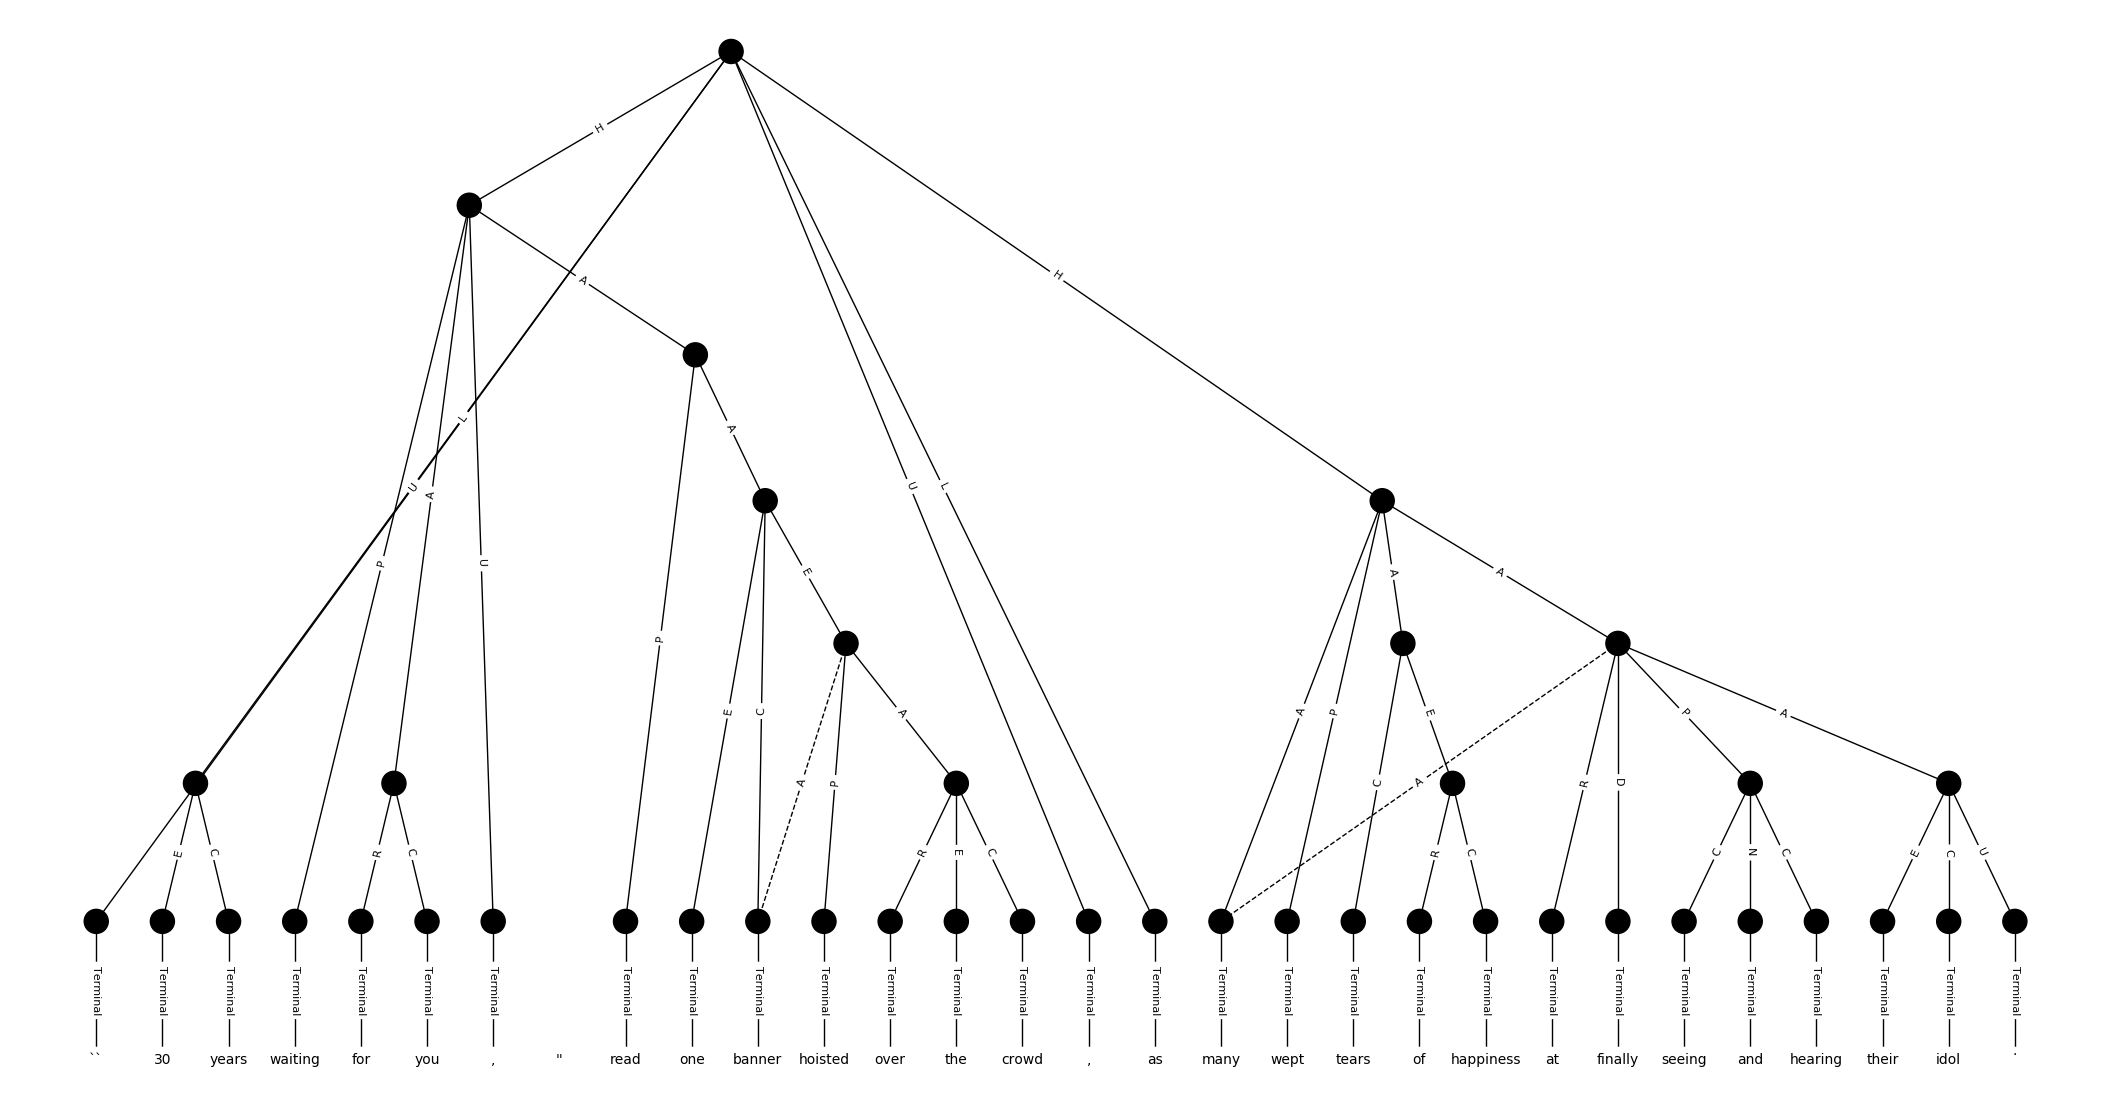 H
A
L
H
A
U
A
U
L
P
U
E
A
A
P
E
C
P
A
A
P
E
P
A
A
P
C
A
R
D
E
C
R
C
R
E
C
R
C
C
N
C
E
C
U
Terminal Terminal Terminal Terminal Terminal Terminal Terminal Terminal Terminal Terminal Terminal Terminal Terminal Terminal Terminal Terminal Terminal Terminal Terminal Terminal Terminal Terminal Terminal Terminal Terminal Terminal Terminal Terminal Terminal
`` 30 years waiting for you , " read one banner hoisted over the crowd , as many wept tears of happiness at finally seeing and hearing their idol .